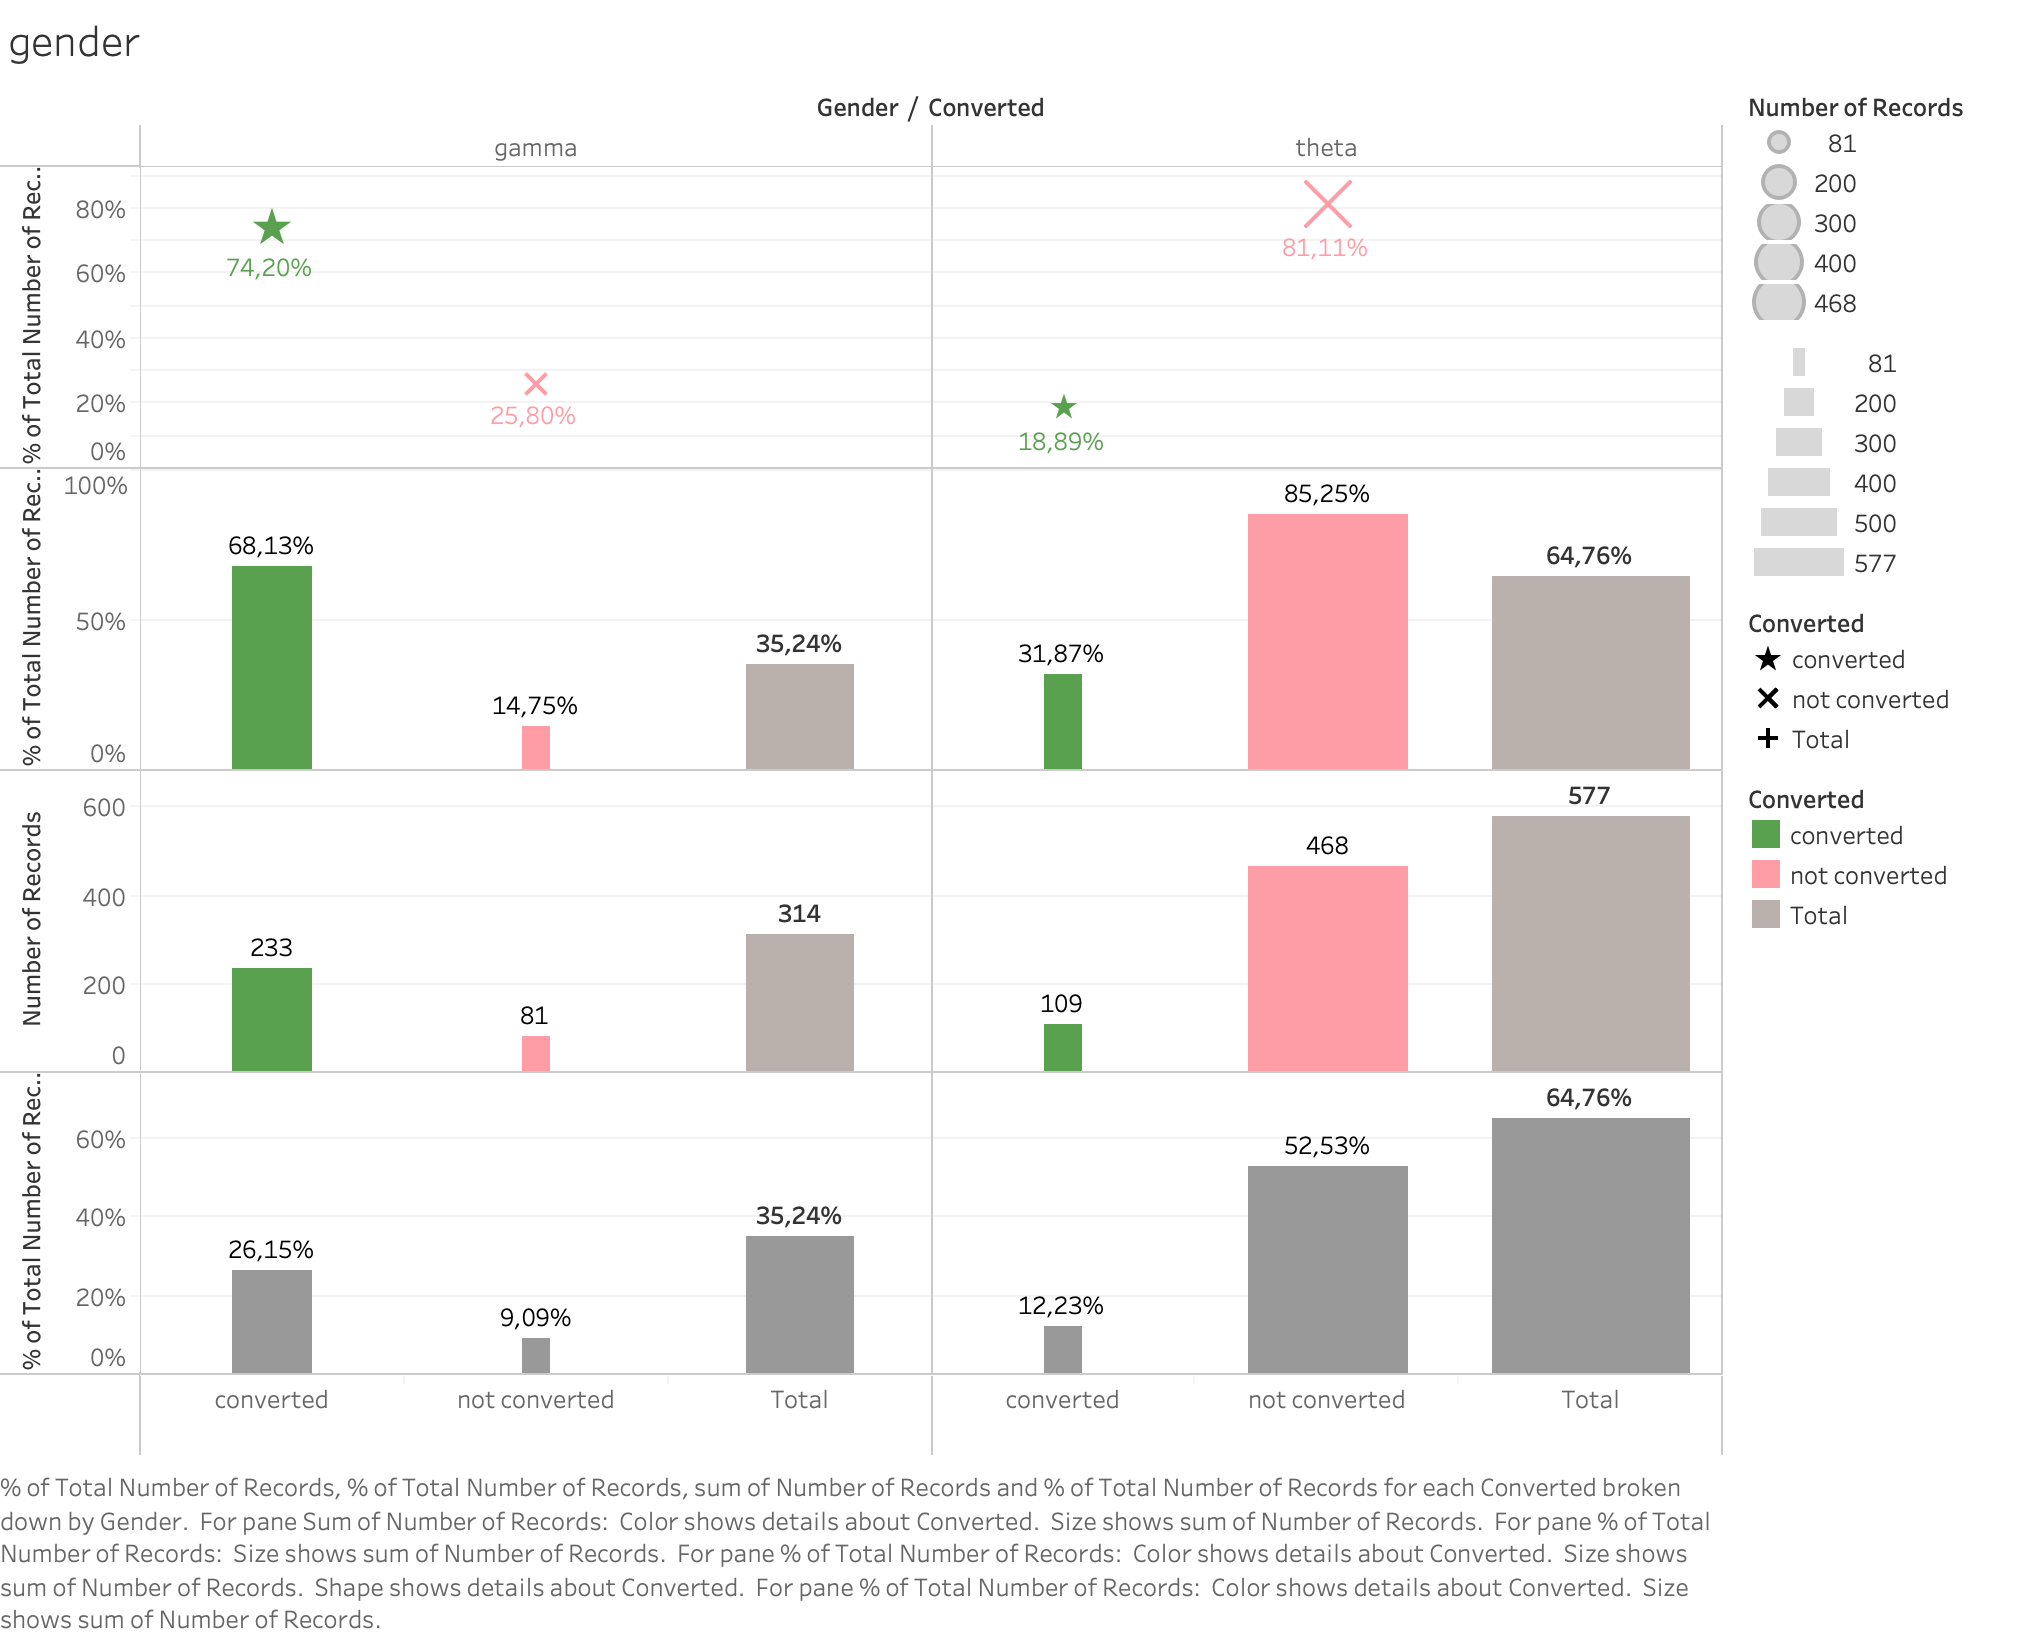 gender
Gender / Converted
gamma
theta
% of Total Number of Rec..
80%
60%
40%
20%
0%
74,20%
25,80%
81,11%
18,89%
% of Total Number of Rec..
100%
50%
0%
68,13%
14,75%
35,24%
31,87%
85,25%
64,76%
Number of Records
600
400
200
0
233
81
314
109
468
577
% of Total Number of Rec..
60%
40%
20%
0%
26,15%
9,09%
35,24%
12,23%
52,53%
64,76%
converted
not converted
Total
converted
not converted
Total
Number of Records
81
200
300
400
468
81
200
300
400
500
577
Converted
converted
not converted
Total
Converted
converted
not converted
Total
% of Total Number of Records, % of Total Number of Records, sum of Number of Records and % of Total Number of Records for each Converted broken
down by Gender. For pane Sum of Number of Records: Color shows details about Converted. Size shows sum of Number of Records. For pane % of Total
Number of Records: Size shows sum of Number of Records. For pane % of Total Number of Records: Color shows details about Converted. Size shows
sum of Number of Records. Shape shows details about Converted. For pane % of Total Number of Records: Color shows details about Converted. Size
shows sum of Number of Records.